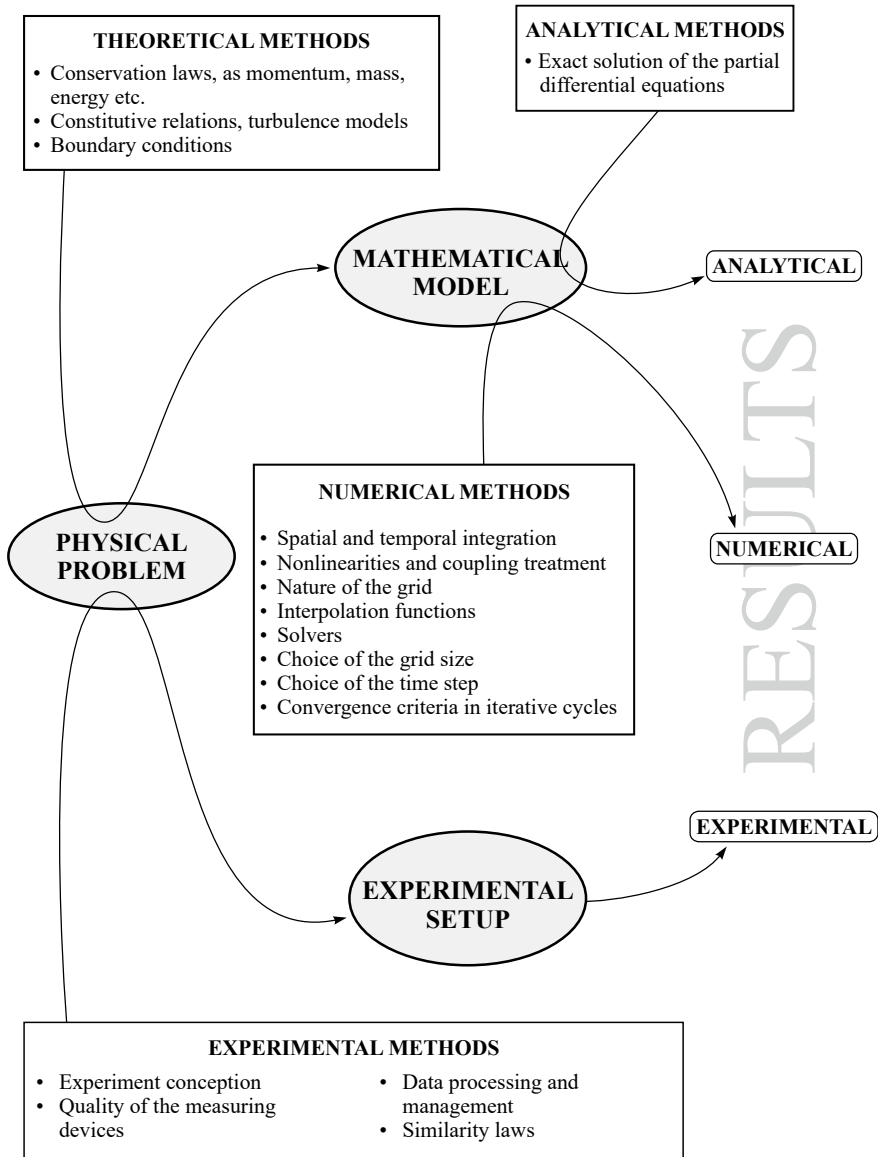 THEORETICAL METHODS
• Conservation laws, as momentum, mass,
energy etc.
• Constitutive relations, turbulence models
• Boundary conditions
ANALYTICAL METHODS
• Exact solution of the partial
differential equations
MATHEMATICAL
MODEL
ANALYTICAL
RESULTS
PHYSICAL
PROBLEM
NUMERICAL METHODS
• Spatial and temporal integration
• Nonlinearities and coupling treatment
• Nature of the grid
• Interpolation functions
• Solvers
• Choice of the grid size
• Choice of the time step
• Convergence criteria in iterative cycles
NUMERICAL
EXPERIMENTAL
EXPERIMENTAL
SETUP
EXPERIMENTAL METHODS
• Experiment conception
• Quality of the measuring
devices
• Data processing and
management
• Similarity laws